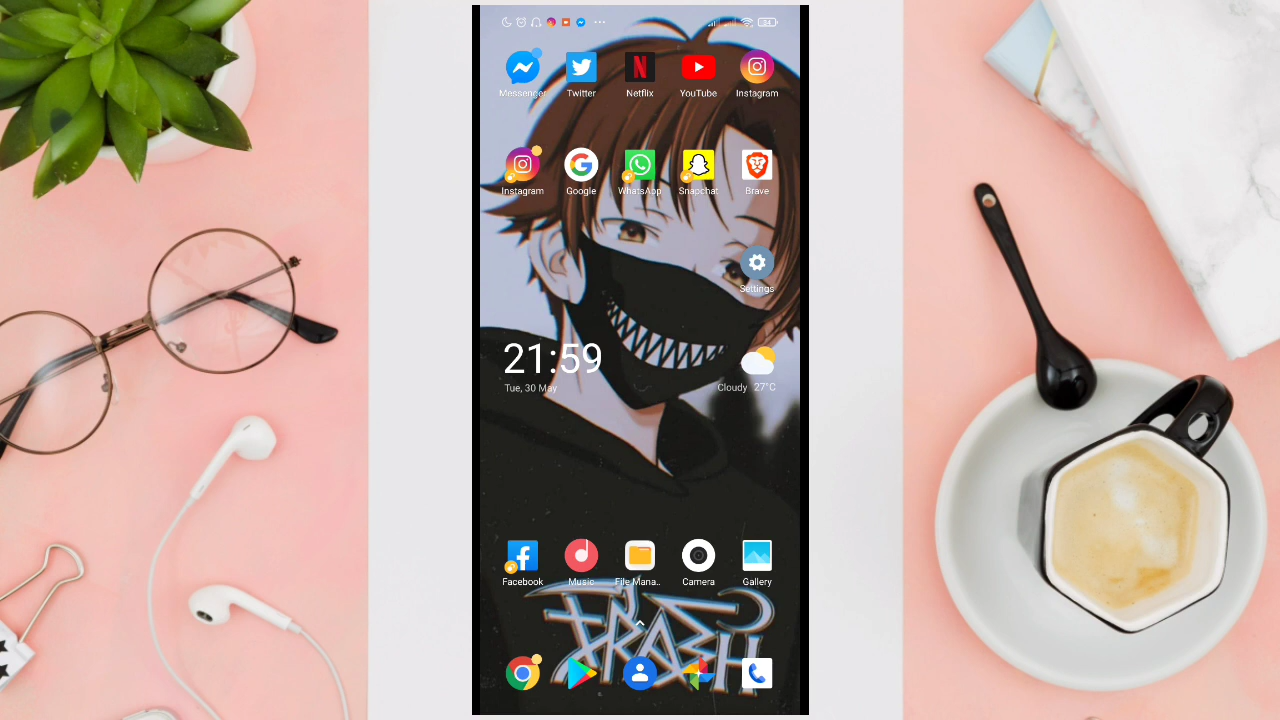 Messenger Twitter Netflix YouTube Instagram
Instagram Google WhatsApp Snapchat Brave
Settings
21:59
Tue, 30 May
Cloudy 27°C
Facebook Music File Mana.. Camera Gallery
TRASH